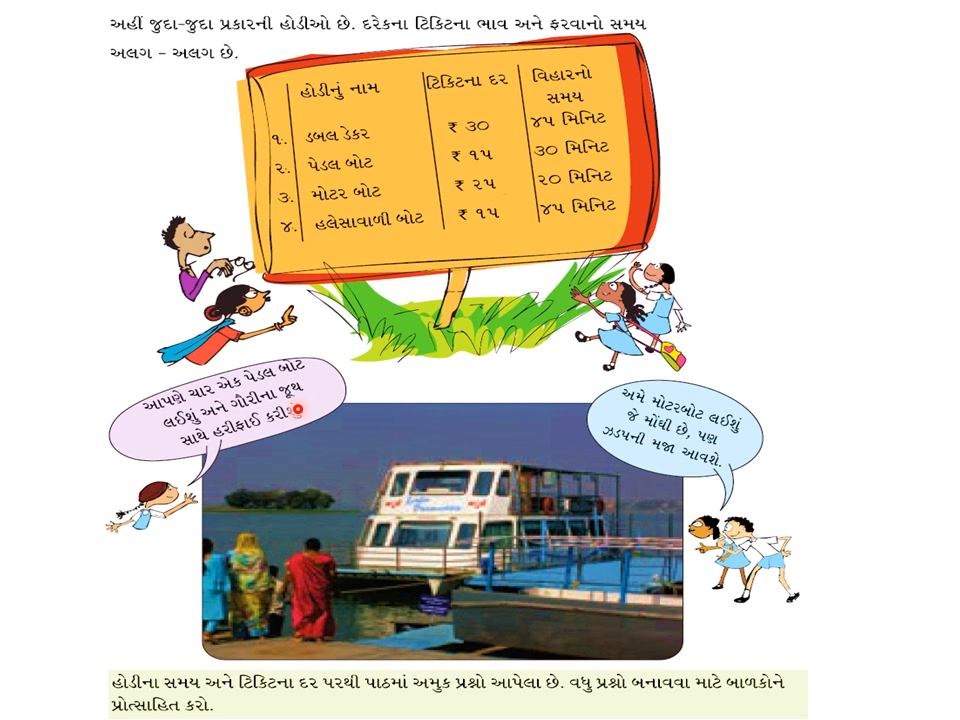 અહીં જુદા-જુદા પ્રકારની હોડીઓ છે. દરેકના ટિકિટના ભાવ અને ફરવાનો સમય
અલગ - અલગ છે.
હોડીનું નામ ટિકિટના દર વિહારનો
સમય
૧. ડબલ ડેકર ₹ ૩૦ ૪૫ મિનિટ
૨. પેડલ બોટ ₹ ૧૫ ૩૦ મિનિટ
૩. મોટર બોટ ₹ ૨૫ ૨૦ મિનિટ
૪. હલેસાવાળી બોટ ₹ ૧૫ ૪૫ મિનિટ
આપણે ચાર એક પેડલ બોટ
લઈશું અને ગૌરીના જૂથ
સાથે હરીફાઈ કરીશું
અમે મોટરબોટ લઈશું
જે મોંઘી છે, પણ
ઝડપની મજા આવશે.
હોડીના સમય અને ટિકિટના દર પરથી પાઠમાં અમુક પ્રશ્નો આપેલા છે. વધુ પ્રશ્નો બનાવવા માટે બાળકોને
પ્રોત્સાહિત કરો.